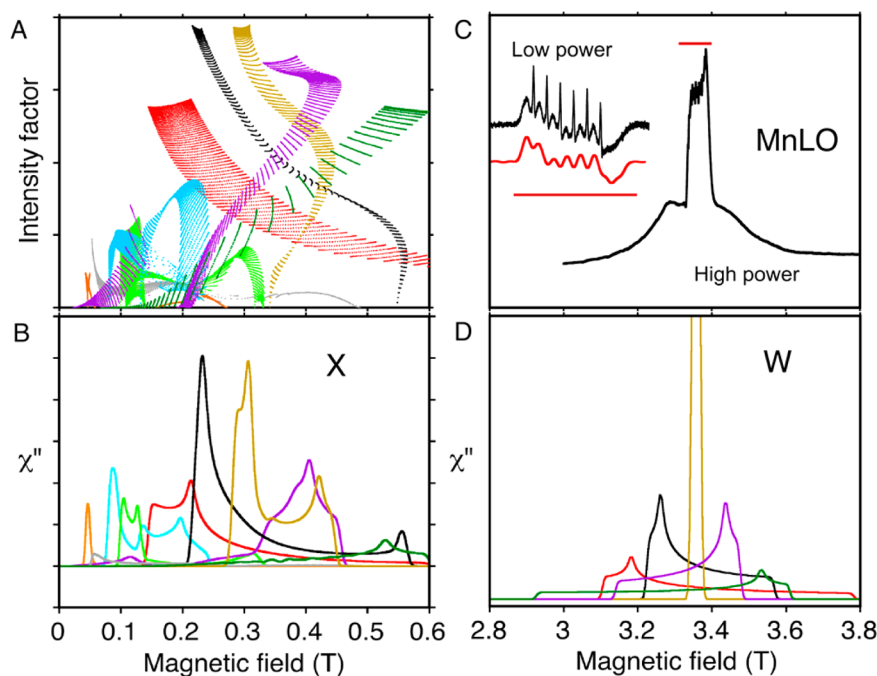 A
Intensity factor
B
X
χ"
0
0.1
0.2
0.3
0.4
0.5
0.6
Magnetic field (T)
C
Low power
MnLO
High power
D
W
χ"
2.8
3
3.2
3.4
3.6
3.8
Magnetic field (T)